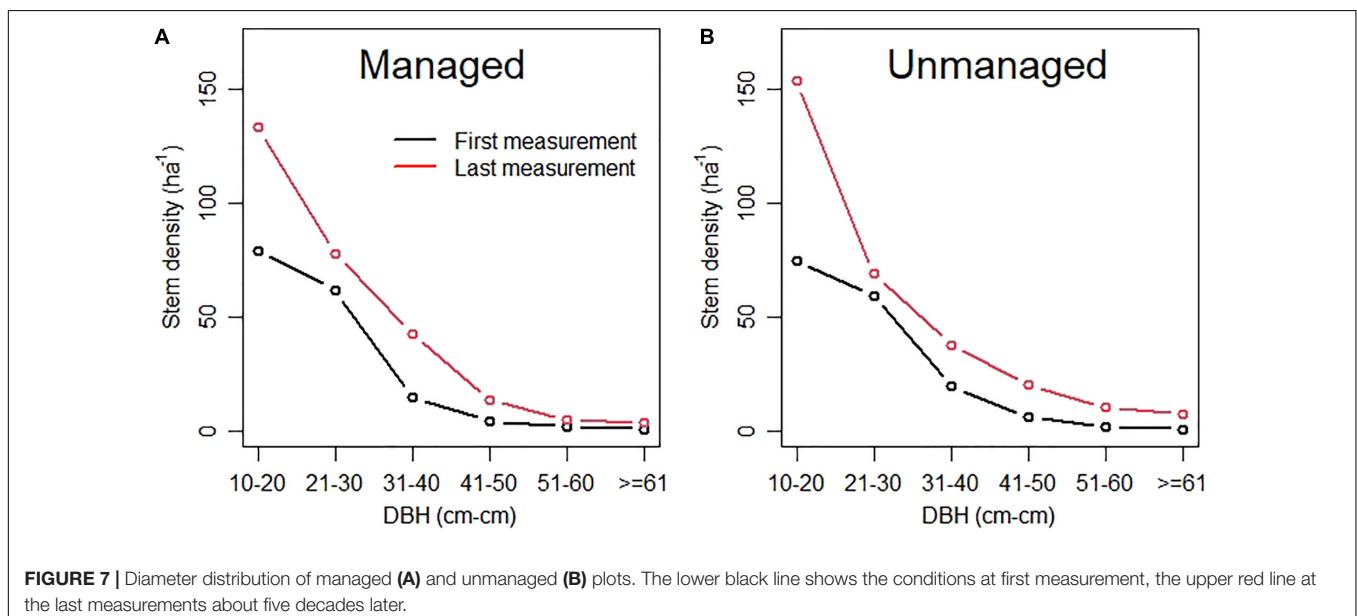 A
Managed
150
100
50
0
Stem density (ha⁻¹)
First measurement
Last measurement
10-20 21-30 31-40 41-50 51-60 >=61
DBH (cm-cm)
B
Unmanaged
150
100
50
0
Stem density (ha⁻¹)
10-20 21-30 31-40 41-50 51-60 >=61
DBH (cm-cm)
FIGURE 7 | Diameter distribution of managed (A) and unmanaged (B) plots. The lower black line shows the conditions at first measurement, the upper red line at
the last measurements about five decades later.